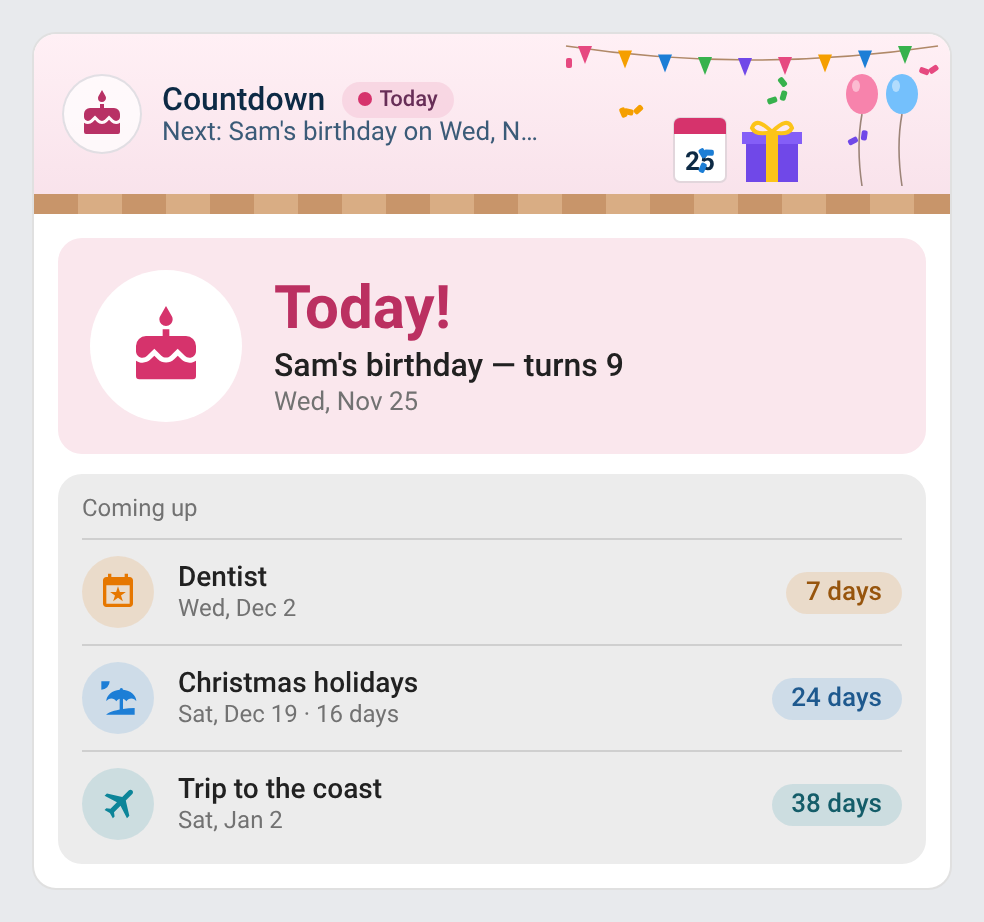 Countdown
Today
Next: Sam's birthday on Wed, N...
25
Today!
Sam's birthday — turns 9
Wed, Nov 25
Coming up
Dentist
Wed, Dec 2
7 days
Christmas holidays
Sat, Dec 19 · 16 days
24 days
Trip to the coast
Sat, Jan 2
38 days